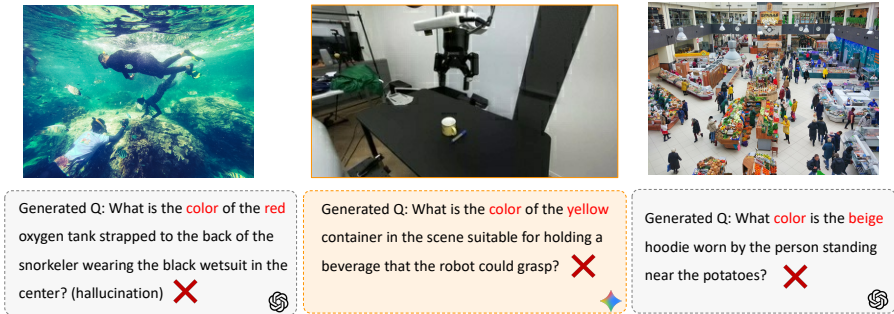 Generated Q: What is the color of the red
oxygen tank strapped to the back of the
snorkeler wearing the black wetsuit in the
center? (hallucination)
Generated Q: What is the color of the yellow
container in the scene suitable for holding a
beverage that the robot could grasp?
Generated Q: What color is the beige
hoodie worn by the person standing
near the potatoes?